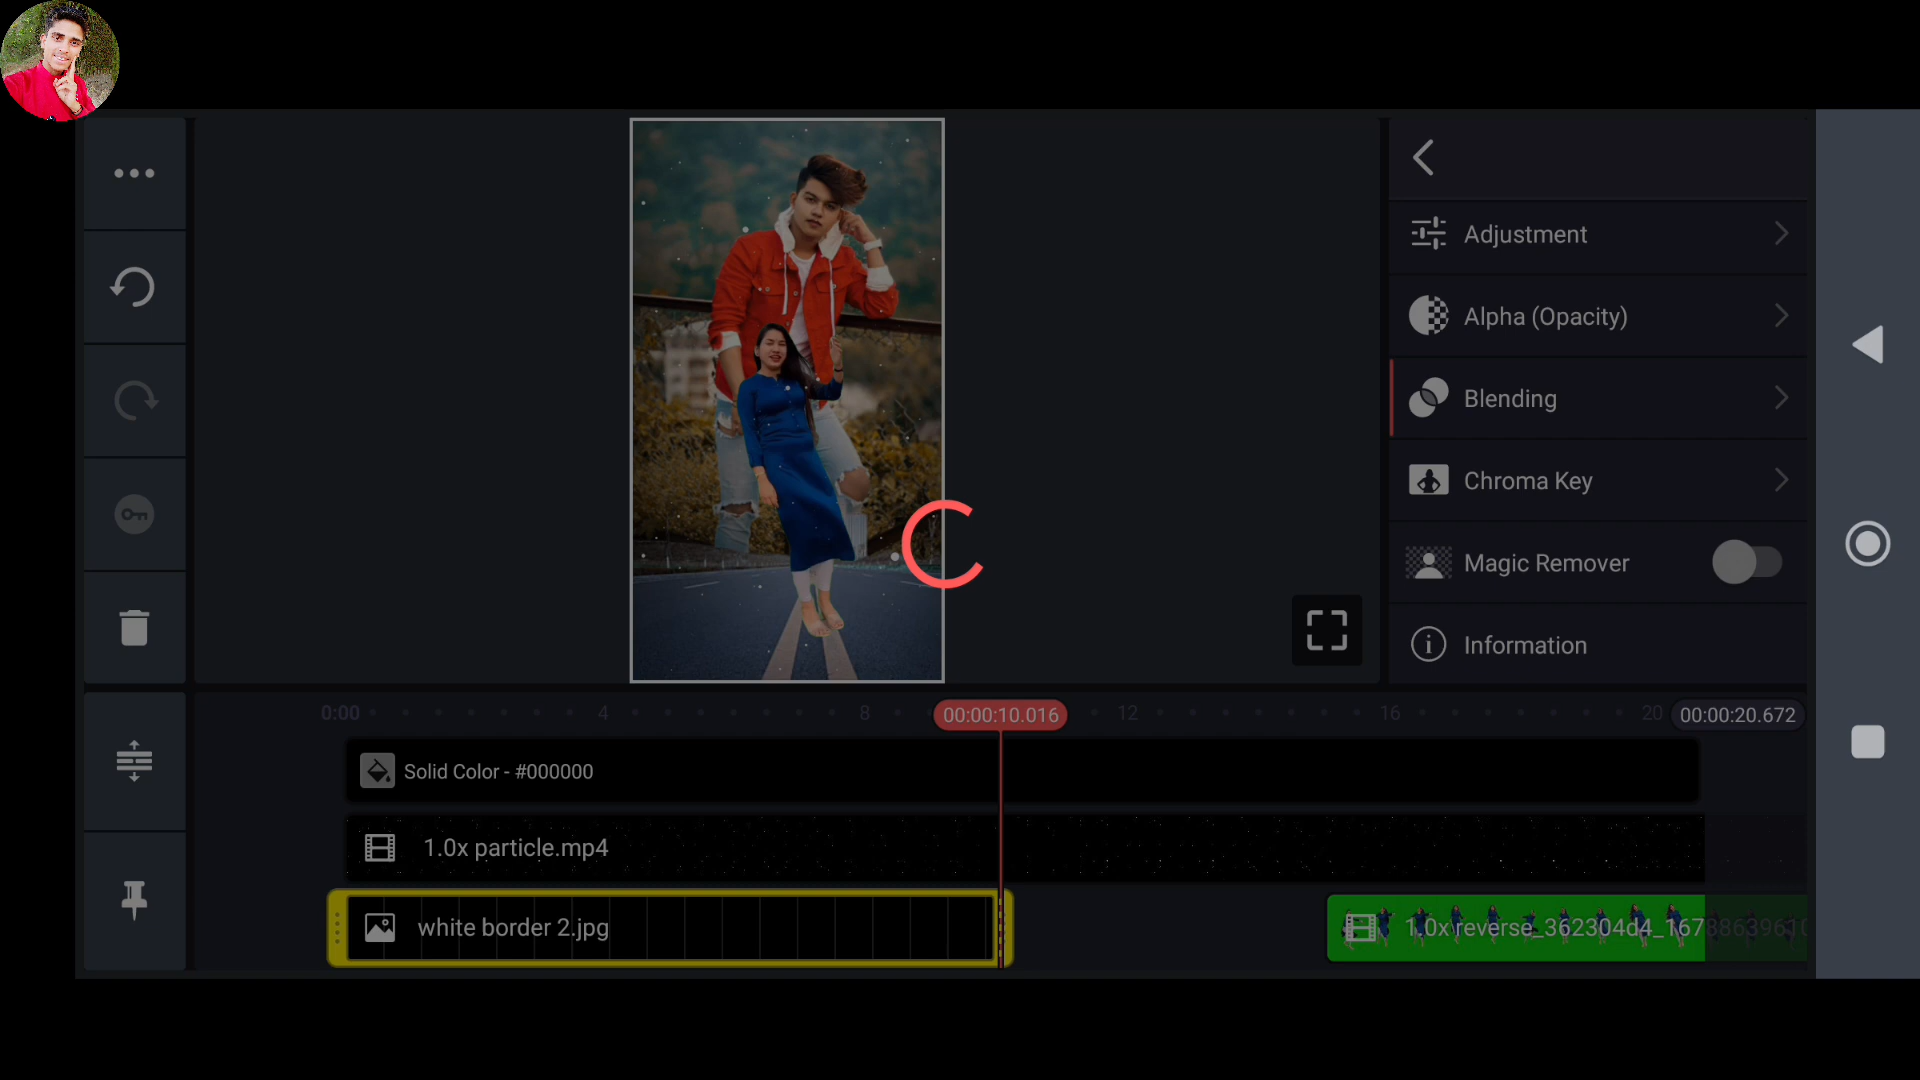 Adjustment
Alpha (Opacity)
Blending
Chroma Key
Magic Remover
Information
0:00
4
8
00:00:10.016
12
16
20
00:00:20.672
Solid Color - #000000
1.0x particle.mp4
white border 2.jpg
1.0x reverse_362304d4_1678863961